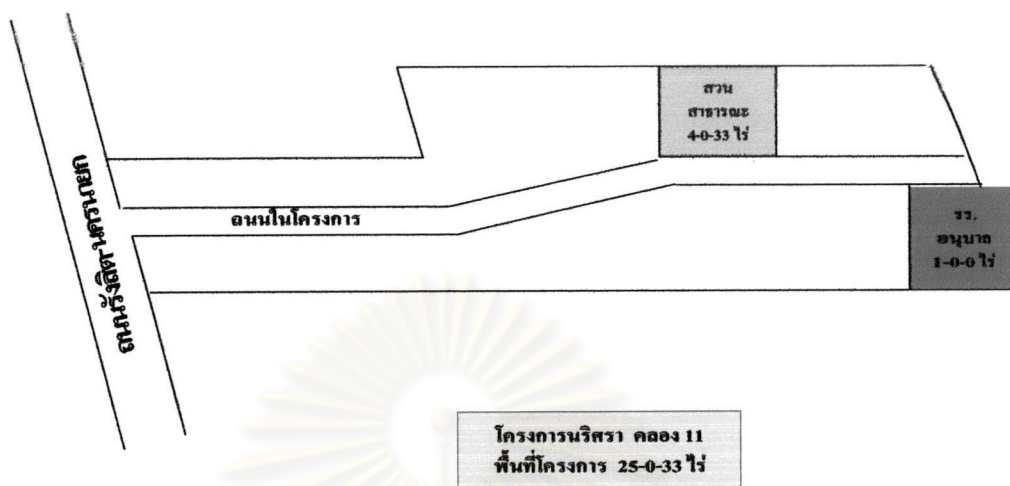 สวน
สาธารณะ
4-0-33 ไร่
ถนนรังสิต-นครนายก
ถนนในโครงการ
รร.
อนุบาล
1-0-0 ไร่
โครงการนริศรา คลอง 11
พื้นที่โครงการ 25-0-33 ไร่